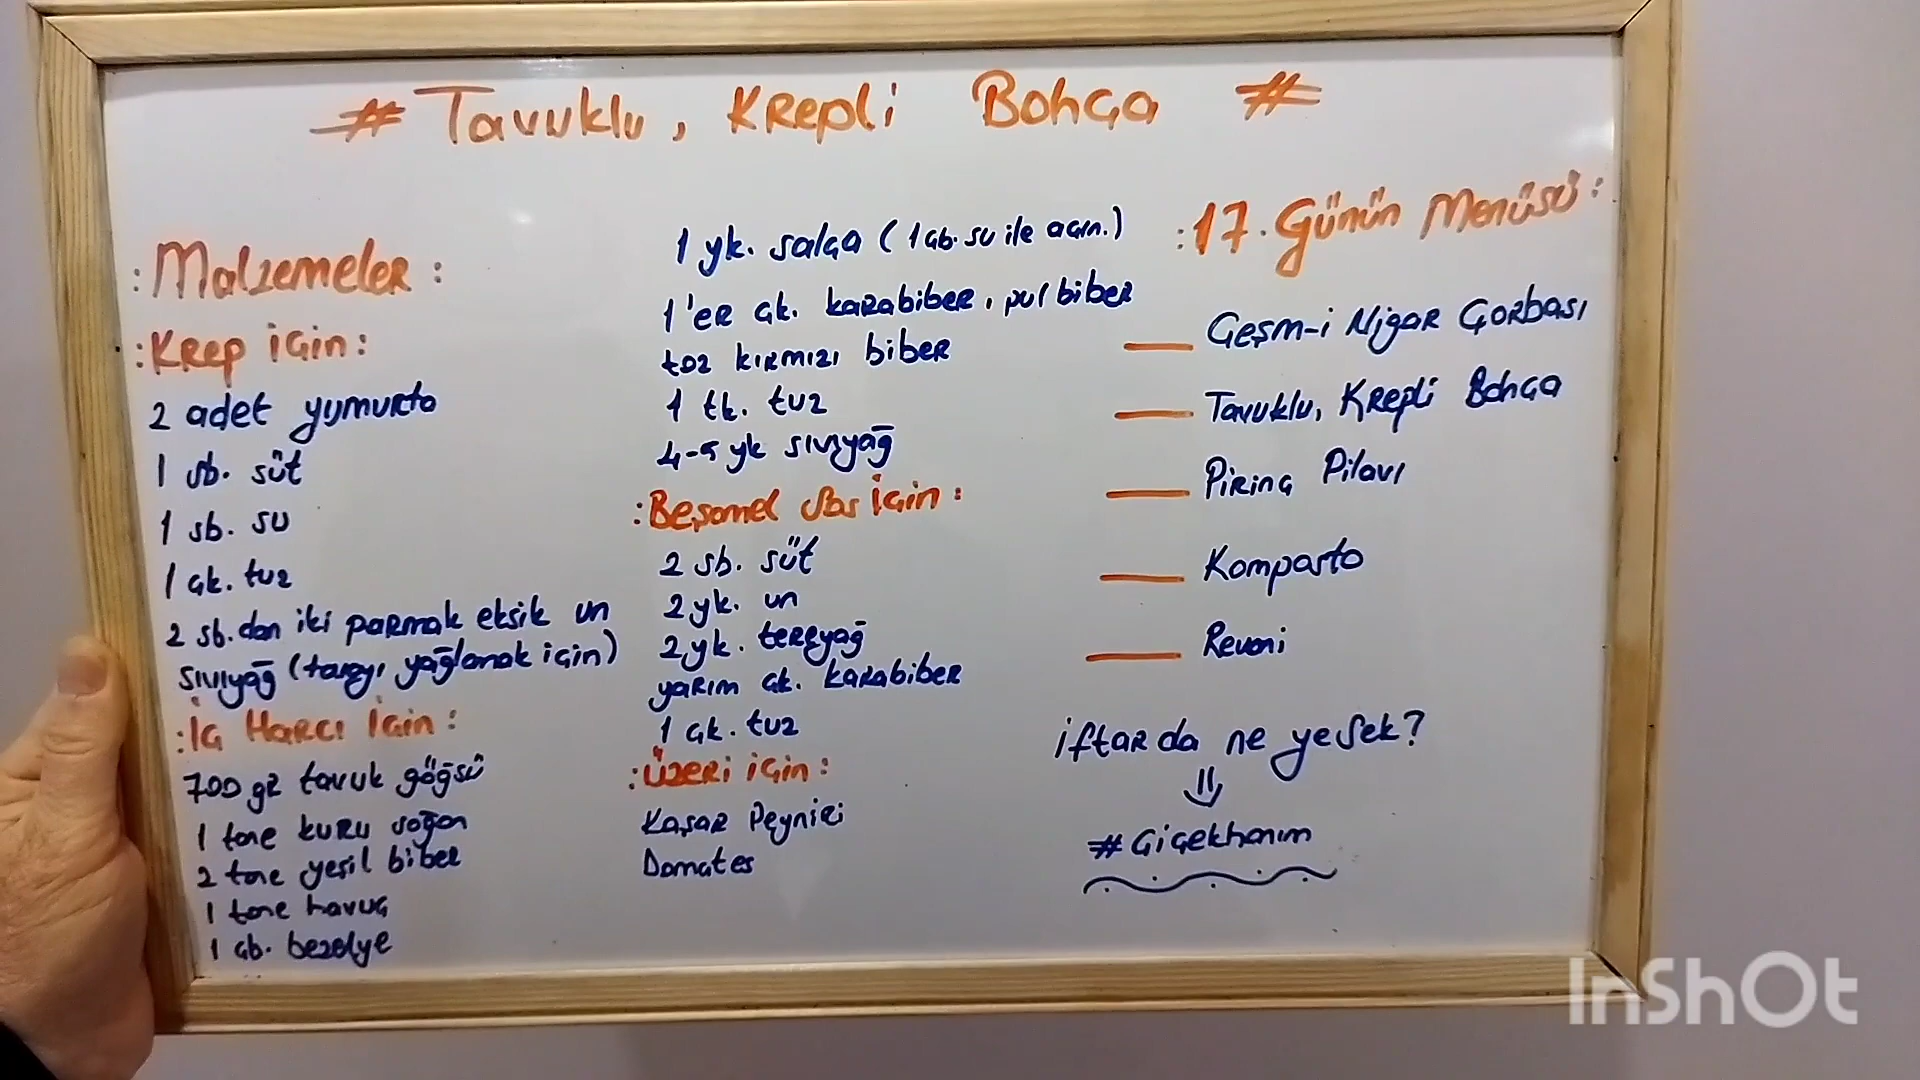 # Tavuklu, Krepli Bohça #
: Malzemeler :
: Krep için :
2 adet yumurta
1 sb. süt
1 sb. su
1 çk. tuz
2 sb.dan iki parmak eksik un
sıvıyağ (tavayı yağlamak için)
: İç Harcı İçin :
700 gr tavuk göğsü
1 tane kuru soğan
2 tane yeşil biber
1 tane havuç
1 çb. bezelye
1 yk. salça (1 çb. su ile açın.)
1'er çk. karabiber, pul biber
toz kırmızı biber
1 tk. tuz
4-5 yk sıvıyağ
: Beşamel Sos İçin :
2 sb. süt
2 yk. un
2 yk. tereyağ
yarım çk. karabiber
1 çk. tuz
: Üzeri için :
Kaşar Peyniri
Domates
: 17. Günün Menüsü :
— Çeşm-i Nigar Çorbası
— Tavuklu, Krepli Bohça
— Pirinç Pilavı
— Komposto
— Revani
iftarda ne yesek?
#Çiçekhanım
InShOt